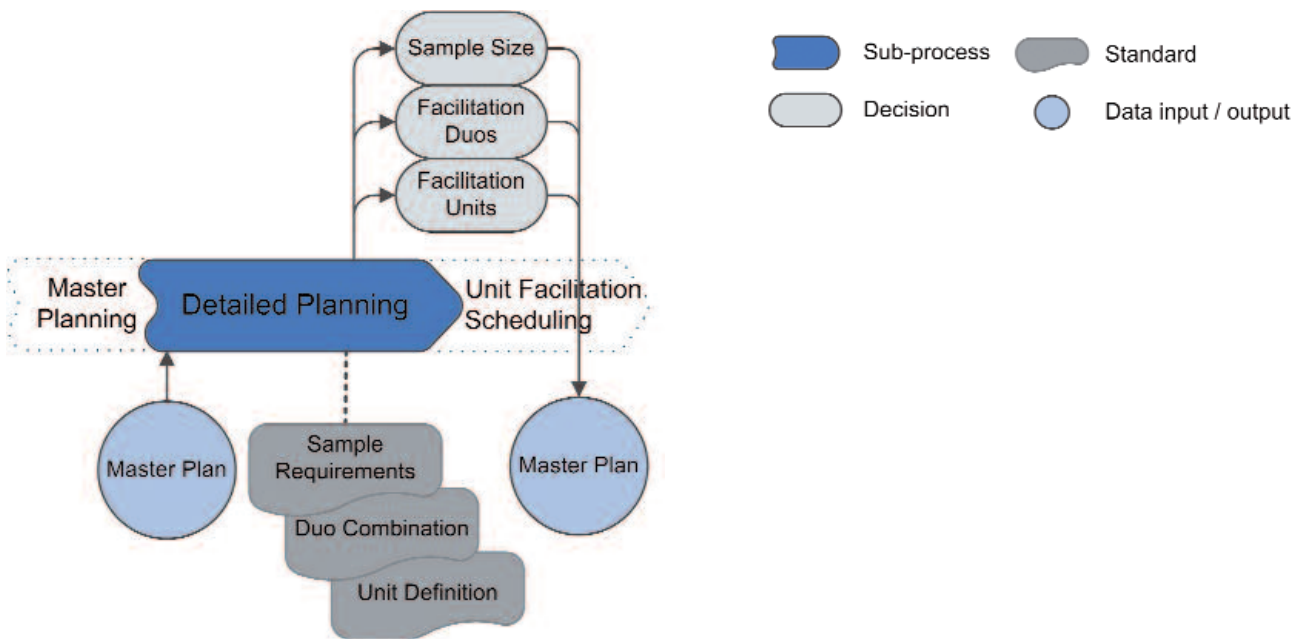 Sample Size
Facilitation
Duos
Facilitation
Units
Master
Planning
Detailed Planning
Unit Facilitation
Scheduling
Master Plan
Sample
Requirements
Duo Combination
Unit Definition
Master Plan
Sub-process
Standard
Decision
Data input / output